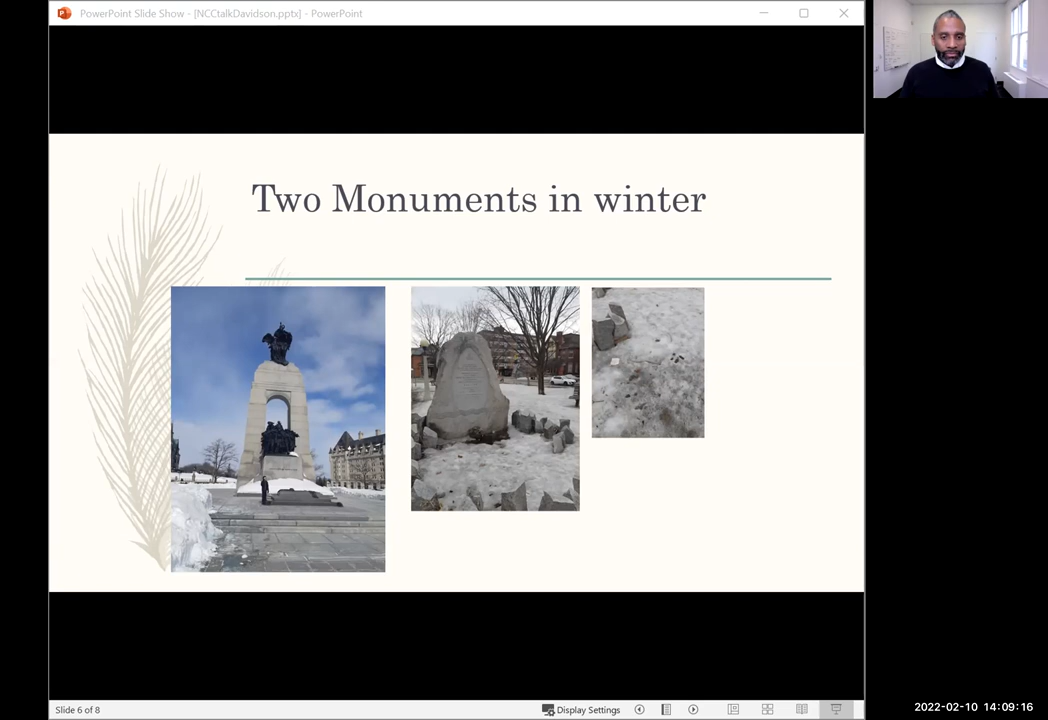 PowerPoint Slide Show - [NCCtalkDavidson.pptx] - PowerPoint
Two Monuments in winter
Slide 6 of 8
Display Settings
2022-02-10 14:09:16